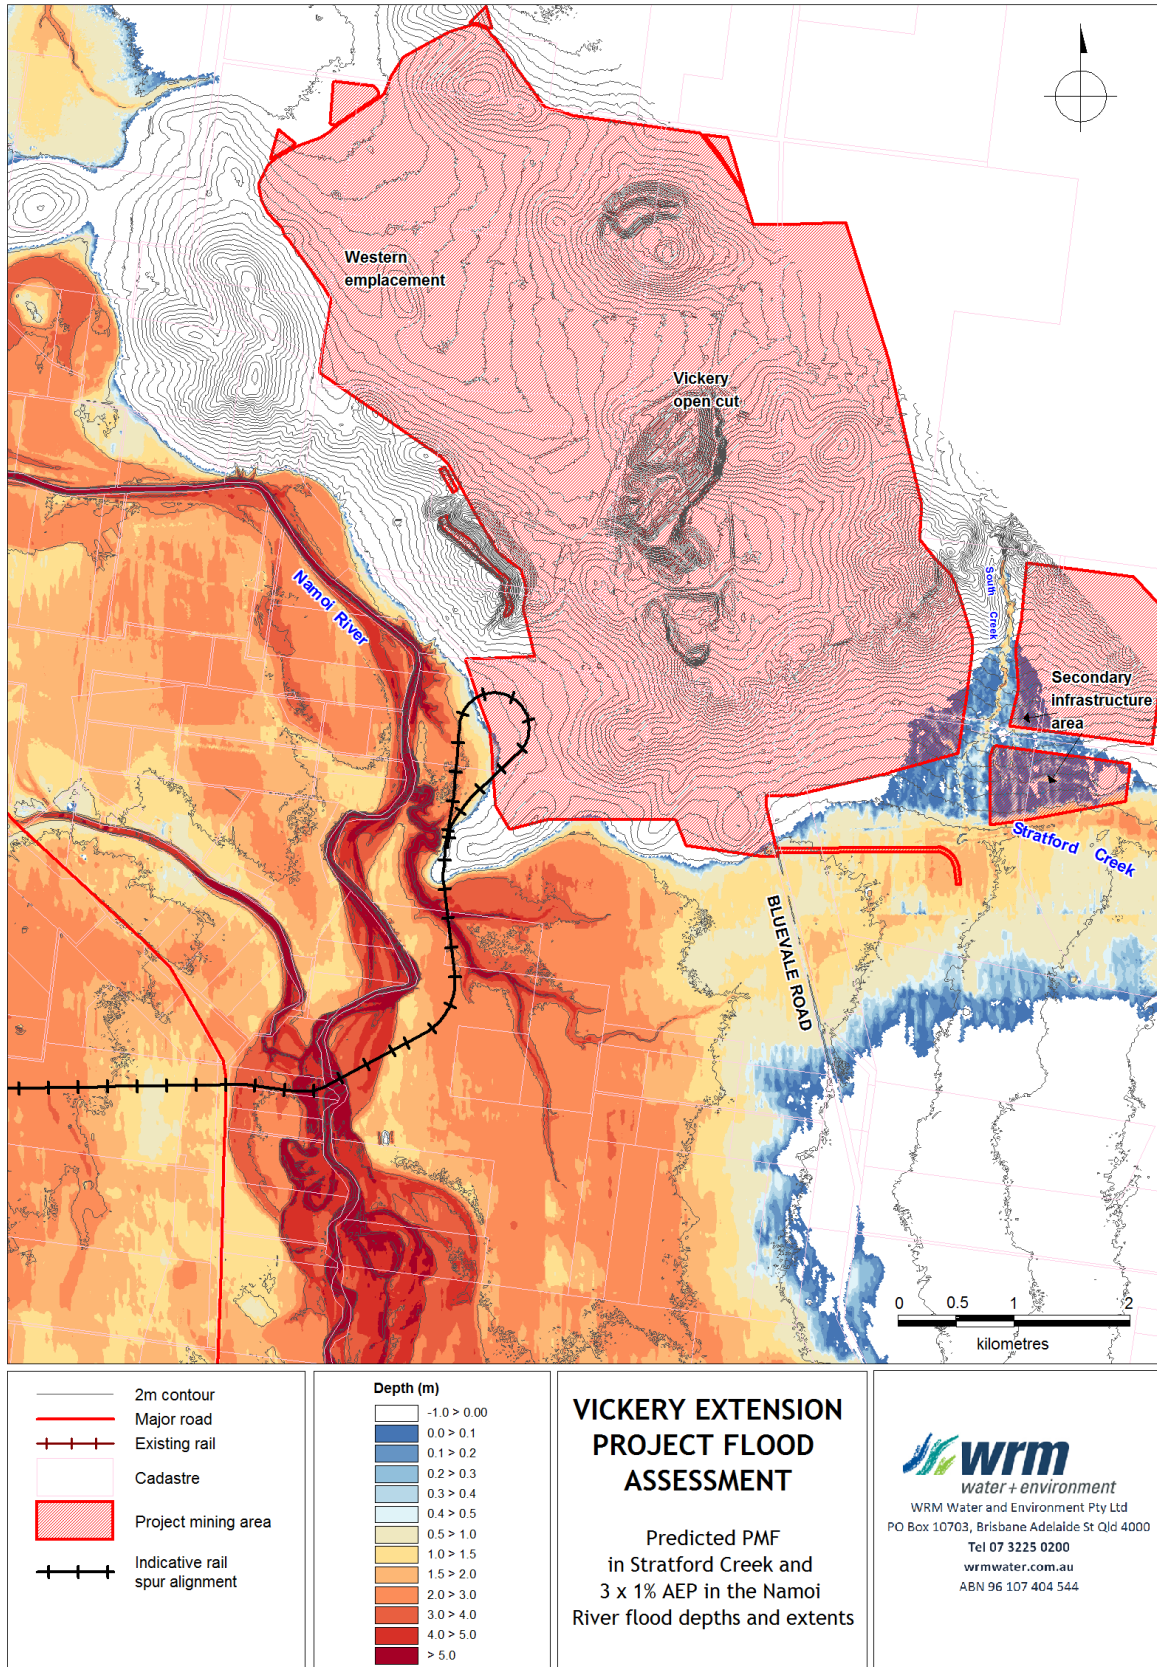 Western
emplacement
Vickery
open cut
Namoi River
South Creek
Secondary
infrastructure
area
Stratford Creek
BLUEVALE ROAD
0 0.5 1 2
kilometres
2m contour
Major road
Existing rail
Cadastre
Project mining area
Indicative rail
spur alignment
Depth (m)
-1.0 > 0.00
0.0 > 0.1
0.1 > 0.2
0.2 > 0.3
0.3 > 0.4
0.4 > 0.5
0.5 > 1.0
1.0 > 1.5
1.5 > 2.0
2.0 > 3.0
3.0 > 4.0
4.0 > 5.0
> 5.0
VICKERY EXTENSION
PROJECT FLOOD
ASSESSMENT
Predicted PMF
in Stratford Creek and
3 x 1% AEP in the Namoi
River flood depths and extents
wrm
water + environment
WRM Water and Environment Pty Ltd
PO Box 10703, Brisbane Adelaide St Qld 4000
Tel 07 3225 0200
wrmwater.com.au
ABN 96 107 404 544